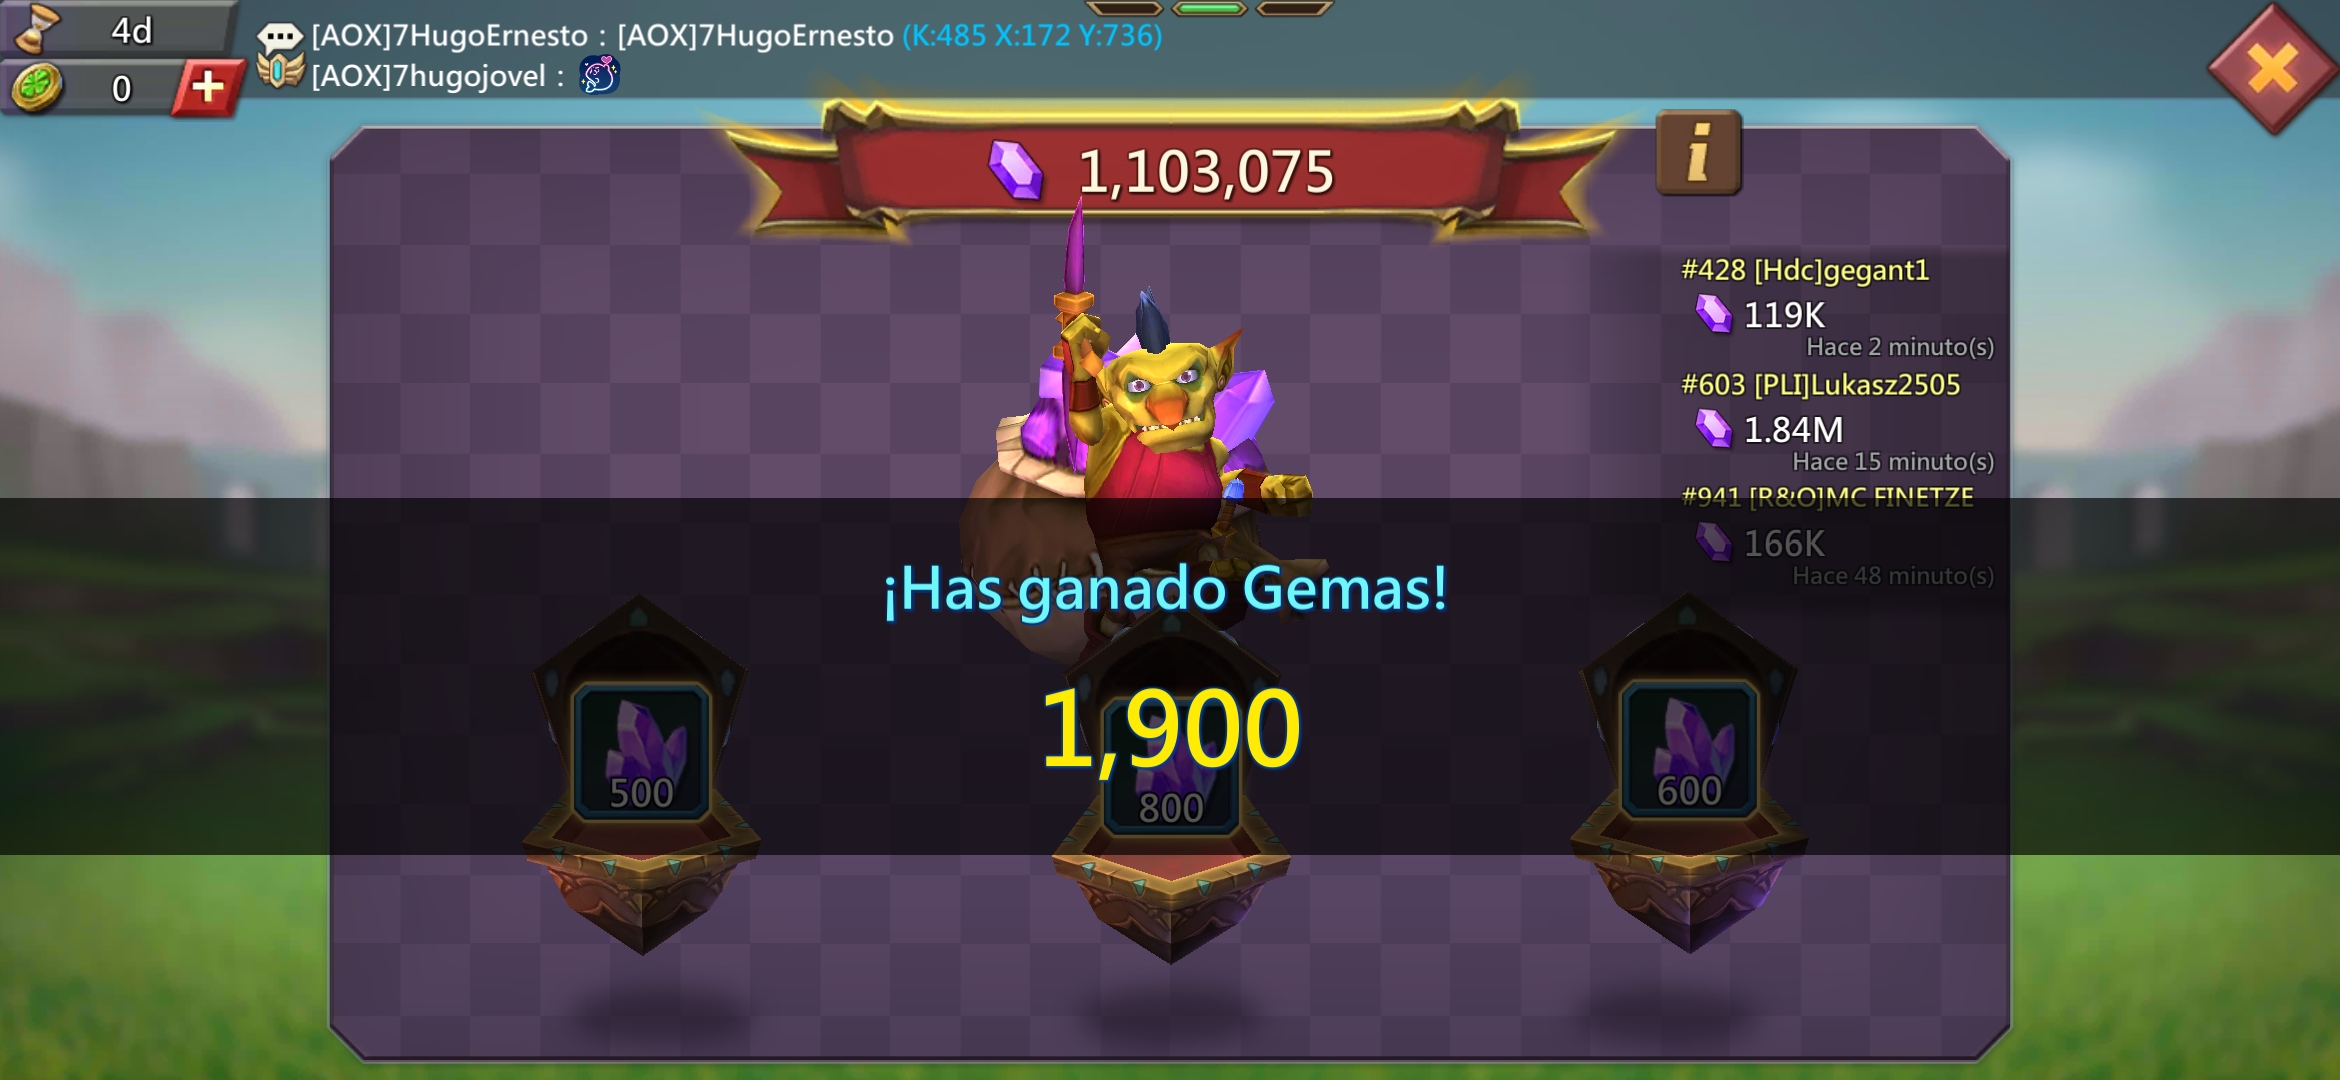 4d
0
[AOX]7HugoErnesto : [AOX]7HugoErnesto (K:485 X:172 Y:736)
[AOX]7hugojovel :
1,103,075
i
#428 [Hdc]gegant1
119K
Hace 2 minuto(s)
#603 [PLI]Lukasz2505
1.84M
Hace 15 minuto(s)
#941 [R&O]MC FINETZE
166K
Hace 48 minuto(s)
¡Has ganado Gemas!
1,900
500
800
600